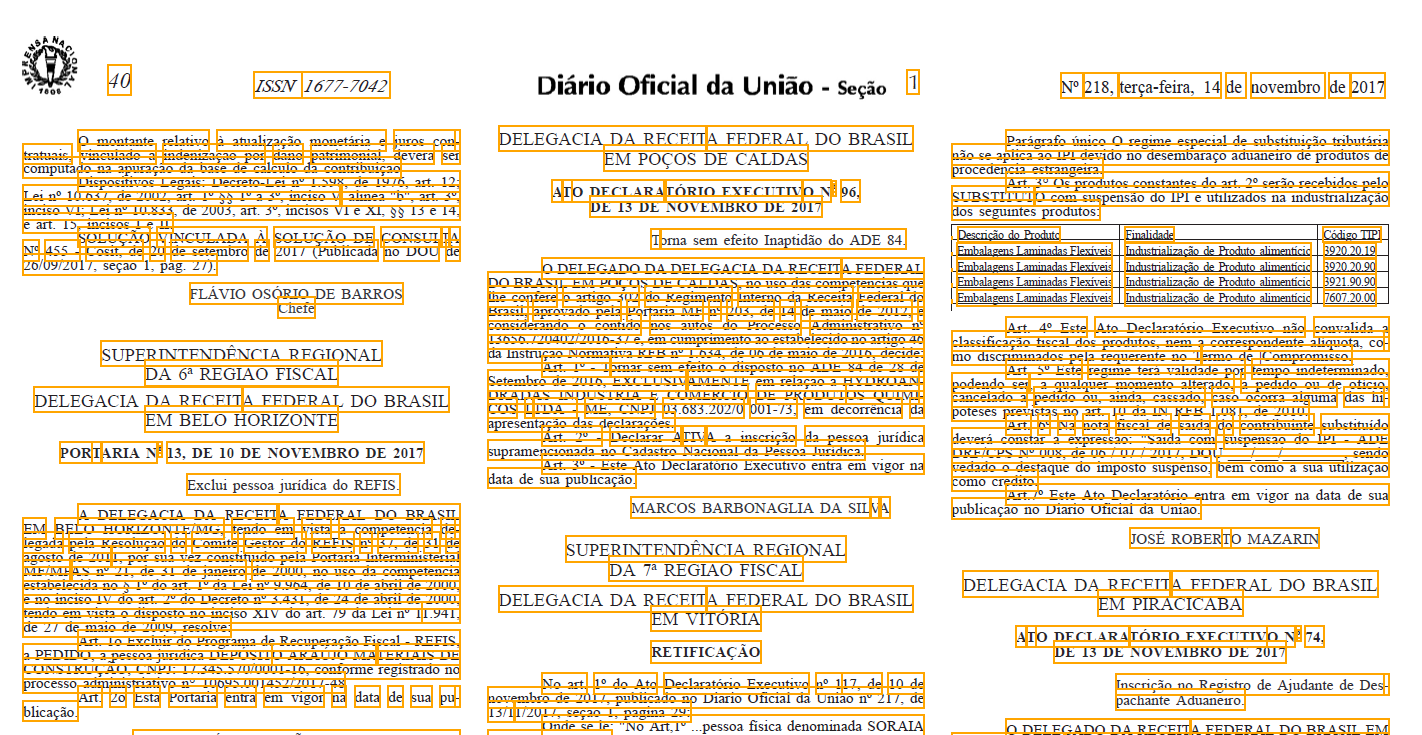 IMPRENSA NACIONAL
1808
40
ISSN 1677-7042
Diário Oficial da União - Seção 1
Nº 218, terça-feira, 14 de novembro de 2017
O montante relativo à atualização monetária e juros con-
tratuais, vinculado à indenização por dano patrimonial, deverá ser
computado na apuração da base de cálculo da contribuição.
Dispositivos Legais: Decreto-Lei nº 1.598, de 1976, art. 12;
Lei nº 10.637, de 2002, art. 1º §§ 1º a 3º, inciso V, alínea "b", art. 3º,
inciso VI; Lei nº 10.833, de 2003, art. 3º, incisos VI e XI, §§ 13 e 14,
e art. 15, incisos I e II.
SOLUÇÃO VINCULADA À SOLUÇÃO DE CONSULTA
Nº 455 - Cosit, de 20 de setembro de 2017 (Publicada no DOU de
26/09/2017, seção 1, pág. 27).
FLÁVIO OSÓRIO DE BARROS
Chefe
SUPERINTENDÊNCIA REGIONAL
DA 6ª REGIÃO FISCAL
DELEGACIA DA RECEITA FEDERAL DO BRASIL
EM BELO HORIZONTE
PORTARIA Nº 13, DE 10 DE NOVEMBRO DE 2017
Exclui pessoa jurídica do REFIS.
A DELEGACIA DA RECEITA FEDERAL DO BRASIL
EM BELO HORIZONTE/MG, tendo em vista a competência de-
legada pela Resolução do Comitê Gestor do REFIS nº 37, de 31 de
agosto de 2011, por sua vez constituído pela Portaria Interministerial
MF/MPAS nº 21, de 31 de janeiro de 2000, no uso da competência
estabelecida no § 1º do art. 1º da Lei nº 9.964, de 10 de abril de 2000,
e no inciso IV do art. 2º do Decreto nº 3.431, de 24 de abril de 2000,
tendo em vista o disposto no inciso XIV do art. 79 da Lei nº 11.941,
de 27 de maio de 2009, resolve:
Art. 1o Excluir do Programa de Recuperação Fiscal - REFIS,
a PEDIDO, a pessoa jurídica DEPOSITO ARAUJO MATERIAIS DE
CONSTRUÇÃO, CNPJ: 17.345.570/0001-16, conforme registrado no
processo administrativo nº 10695.001452/2017-48.
Art. 2o Esta Portaria entra em vigor na data de sua pu-
blicação.
DELEGACIA DA RECEITA FEDERAL DO BRASIL
EM POÇOS DE CALDAS
ATO DECLARATÓRIO EXECUTIVO Nº 96,
DE 13 DE NOVEMBRO DE 2017
Torna sem efeito Inaptidão do ADE 84.
O DELEGADO DA DELEGACIA DA RECEITA FEDERAL
DO BRASIL EM POÇOS DE CALDAS, no uso das competências que
lhe confere o artigo 302 do Regimento Interno da Receita Federal do
Brasil, aprovado pela Portaria MF nº 203, de 14 de maio de 2012, e
considerando o contido nos autos do Processo Administrativo nº
13656.720402/2016-37 e, em cumprimento ao estabelecido no artigo 46
da Instrução Normativa RFB nº 1.634, de 06 de maio de 2016, decide:
Art. 1º - Tornar sem efeito o disposto no ADE 84 de 28 de
Setembro de 2016, EXCLUSIVAMENTE em relação a HYDROAN
DRADAS INDUSTRIA E COMERCIO DE PRODUTOS QUIMI-
COS LTDA - ME, CNPJ 03.683.202/0001-73, em decorrência da
apresentação das declarações.
Art. 2º - Declarar ATIVA a inscrição da pessoa jurídica
supramencionada no Cadastro Nacional da Pessoa Jurídica.
Art. 3º - Este Ato Declaratório Executivo entra em vigor na
data de sua publicação.
MARCOS BARBONAGLIA DA SILVA
SUPERINTENDÊNCIA REGIONAL
DA 7ª REGIÃO FISCAL
DELEGACIA DA RECEITA FEDERAL DO BRASIL
EM VITÓRIA
RETIFICAÇÃO
No art. 1º do Ato Declaratório Executivo nº 117, de 10 de
novembro de 2017, publicado no Diário Oficial da União nº 217, de
13/11/2017, seção 1, página 29:
Onde se lê: "No Art,1º ...pessoa física denominada SORAIA
Parágrafo único O regime especial de substituição tributária
não se aplica ao IPI devido no desembaraço aduaneiro de produtos de
procedência estrangeira.
Art. 3º Os produtos constantes do art. 2º serão recebidos pelo
SUBSTITUTO com suspensão do IPI e utilizados na industrialização
dos seguintes produtos:
Descrição do Produto Finalidade Código TIPI
Embalagens Laminadas Flexíveis Industrialização de Produto alimentício 3920.20.19
Embalagens Laminadas Flexíveis Industrialização de Produto alimentício 3920.20.90
Embalagens Laminadas Flexíveis Industrialização de Produto alimentício 3921.90.90
Embalagens Laminadas Flexíveis Industrialização de Produto alimentício 7607.20.00
Art. 4º Este Ato Declaratório Executivo não convalida a
classificação fiscal dos produtos, nem a correspondente alíquota, co-
mo discriminados pela requerente no Termo de Compromisso.
Art. 5º Este regime terá validade por tempo indeterminado,
podendo ser, a qualquer momento alterado, a pedido ou de ofício,
cancelado a pedido ou, ainda, cassado, caso ocorra alguma das hi-
póteses previstas no art. 10 da IN RFB 1.081, de 2010.
Art. 6º Na nota fiscal de saída do contribuinte substituído
deverá constar a expressão: "Saída com suspensão do IPI - ADE
DRF/CPS Nº 008, de 06 / 07 / 2017, DOU ___/___/________, sendo
vedado o destaque do imposto suspenso, bem como a sua utilização
como crédito.
Art.7º Este Ato Declaratório entra em vigor na data de sua
publicação no Diário Oficial da União.
JOSÉ ROBERTO MAZARIN
DELEGACIA DA RECEITA FEDERAL DO BRASIL
EM PIRACICABA
ATO DECLARATÓRIO EXECUTIVO Nº 74,
DE 13 DE NOVEMBRO DE 2017
Inscrição no Registro de Ajudante de Des-
pachante Aduaneiro.
O DELEGADO DA RECEITA FEDERAL DO BRASIL EM